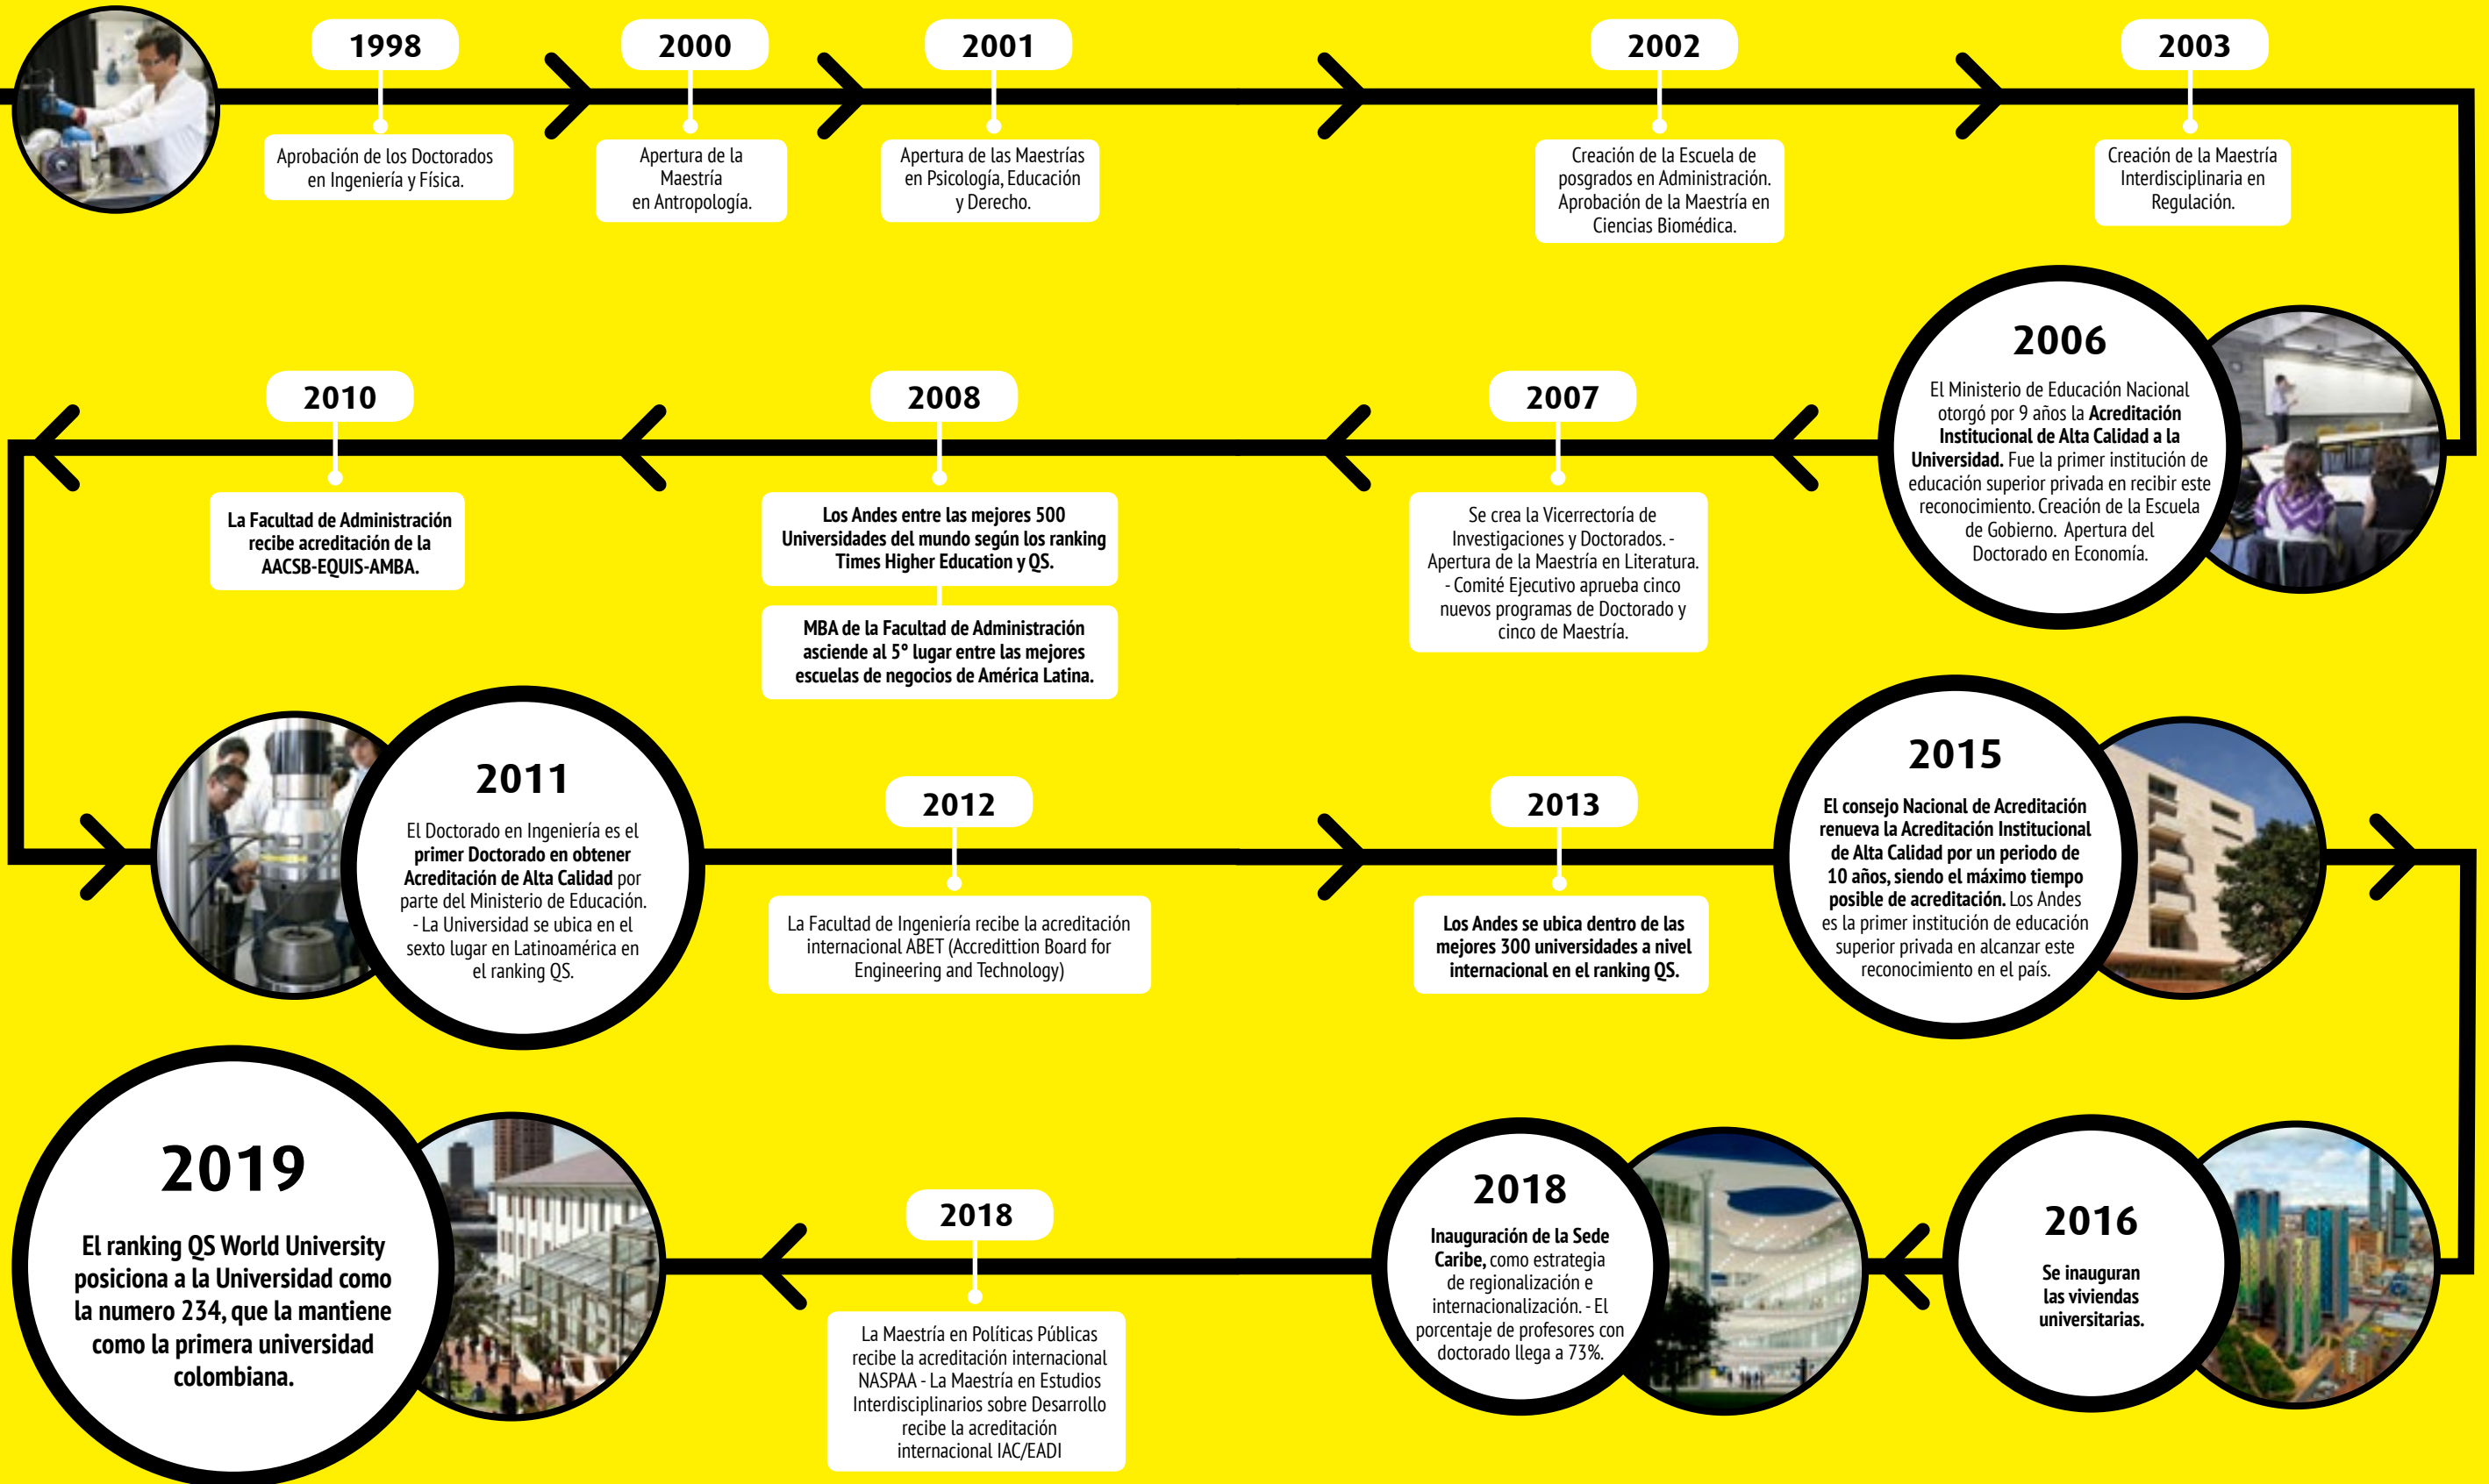 1998
Aprobación de los Doctorados
en Ingeniería y Física.
2000
Apertura de la
Maestría
en Antropología.
2001
Apertura de las Maestrías
en Psicología, Educación
y Derecho.
2002
Creación de la Escuela de
posgrados en Administración.
Aprobación de la Maestría en
Ciencias Biomédica.
2003
Creación de la Maestría
Interdisciplinaria en
Regulación.
2006
El Ministerio de Educación Nacional
otorgó por 9 años la Acreditación
Institucional de Alta Calidad a la
Universidad. Fue la primer institución de
educación superior privada en recibir este
reconocimiento. Creación de la Escuela
de Gobierno. Apertura del
Doctorado en Economía.
2007
Se crea la Vicerrectoría de
Investigaciones y Doctorados. -
Apertura de la Maestría en Literatura.
- Comité Ejecutivo aprueba cinco
nuevos programas de Doctorado y
cinco de Maestría.
2008
Los Andes entre las mejores 500
Universidades del mundo según los ranking
Times Higher Education y QS.
MBA de la Facultad de Administración
asciende al 5° lugar entre las mejores
escuelas de negocios de América Latina.
2010
La Facultad de Administración
recibe acreditación de la
AACSB-EQUIS-AMBA.
2011
El Doctorado en Ingeniería es el
primer Doctorado en obtener
Acreditación de Alta Calidad por
parte del Ministerio de Educación.
- La Universidad se ubica en el
sexto lugar en Latinoamérica en
el ranking QS.
2012
La Facultad de Ingeniería recibe la acreditación
internacional ABET (Accredittion Board for
Engineering and Technology)
2013
Los Andes se ubica dentro de las
mejores 300 universidades a nivel
internacional en el ranking QS.
2015
El consejo Nacional de Acreditación
renueva la Acreditación Institucional
de Alta Calidad por un periodo de
10 años, siendo el máximo tiempo
posible de acreditación. Los Andes
es la primer institución de educación
superior privada en alcanzar este
reconocimiento en el país.
2016
Se inauguran
las viviendas
universitarias.
2018
Inauguración de la Sede
Caribe, como estrategia
de regionalización e
internacionalización. - El
porcentaje de profesores con
doctorado llega a 73%.
2018
La Maestría en Políticas Públicas
recibe la acreditación internacional
NASPAA - La Maestría en Estudios
Interdisciplinarios sobre Desarrollo
recibe la acreditación
internacional IAC/EADI
2019
El ranking QS World University
posiciona a la Universidad como
la numero 234, que la mantiene
como la primera universidad
colombiana.